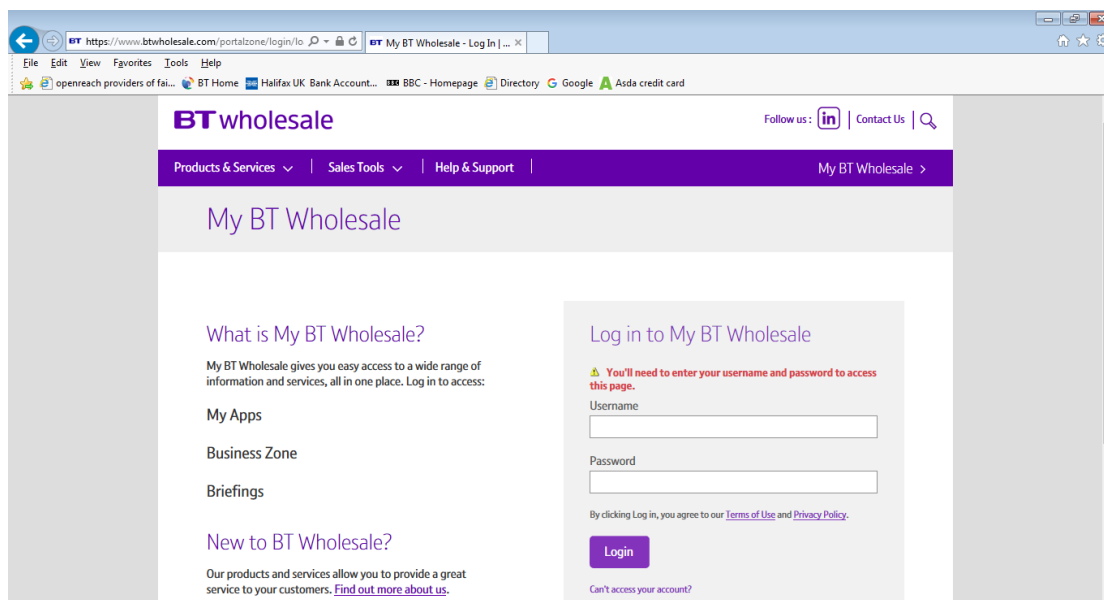 BT https://www.btwholesale.com/portalzone/login/lo
BT My BT Wholesale - Log In | ...
File Edit View Favorites Tools Help
openreach providers of fai... BT Home Halifax UK Bank Account... BBC BBC - Homepage Directory G Google Asda credit card
BT wholesale
Follow us : in | Contact Us |
Products & Services | Sales Tools | Help & Support |
My BT Wholesale >
My BT Wholesale
What is My BT Wholesale?
My BT Wholesale gives you easy access to a wide range of
information and services, all in one place. Log in to access:
My Apps
Business Zone
Briefings
New to BT Wholesale?
Our products and services allow you to provide a great
service to your customers. Find out more about us.
Log in to My BT Wholesale
You'll need to enter your username and password to access
this page.
Username
Password
By clicking Log in, you agree to our Terms of Use and Privacy Policy.
Login
Can't access your account?